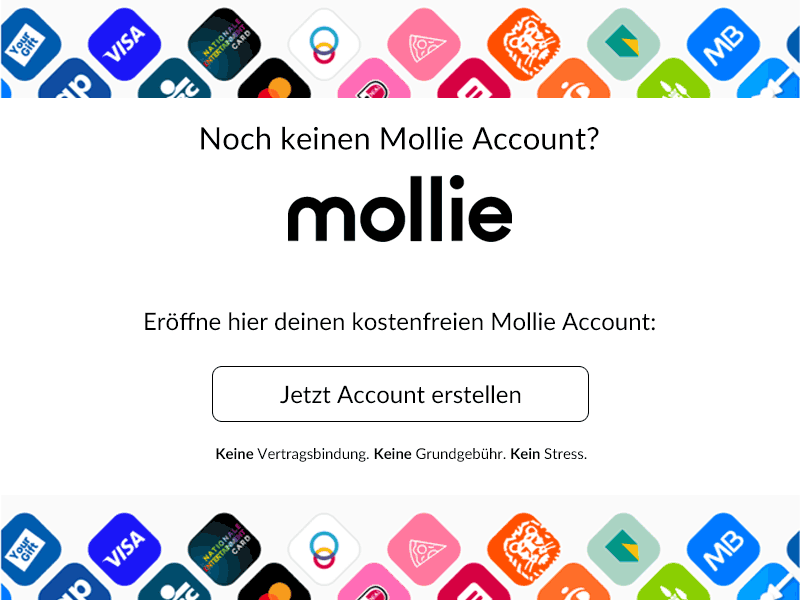 Your Gift
VISA
NATIONALE ENTERTAINMENT CARD
MB
Noch keinen Mollie Account?
mollie
Eröffne hier deinen kostenfreien Mollie Account:
Jetzt Account erstellen
Keine Vertragsbindung. Keine Grundgebühr. Kein Stress.
Your Gift
VISA
NATIONALE ENTERTAINMENT CARD
MB